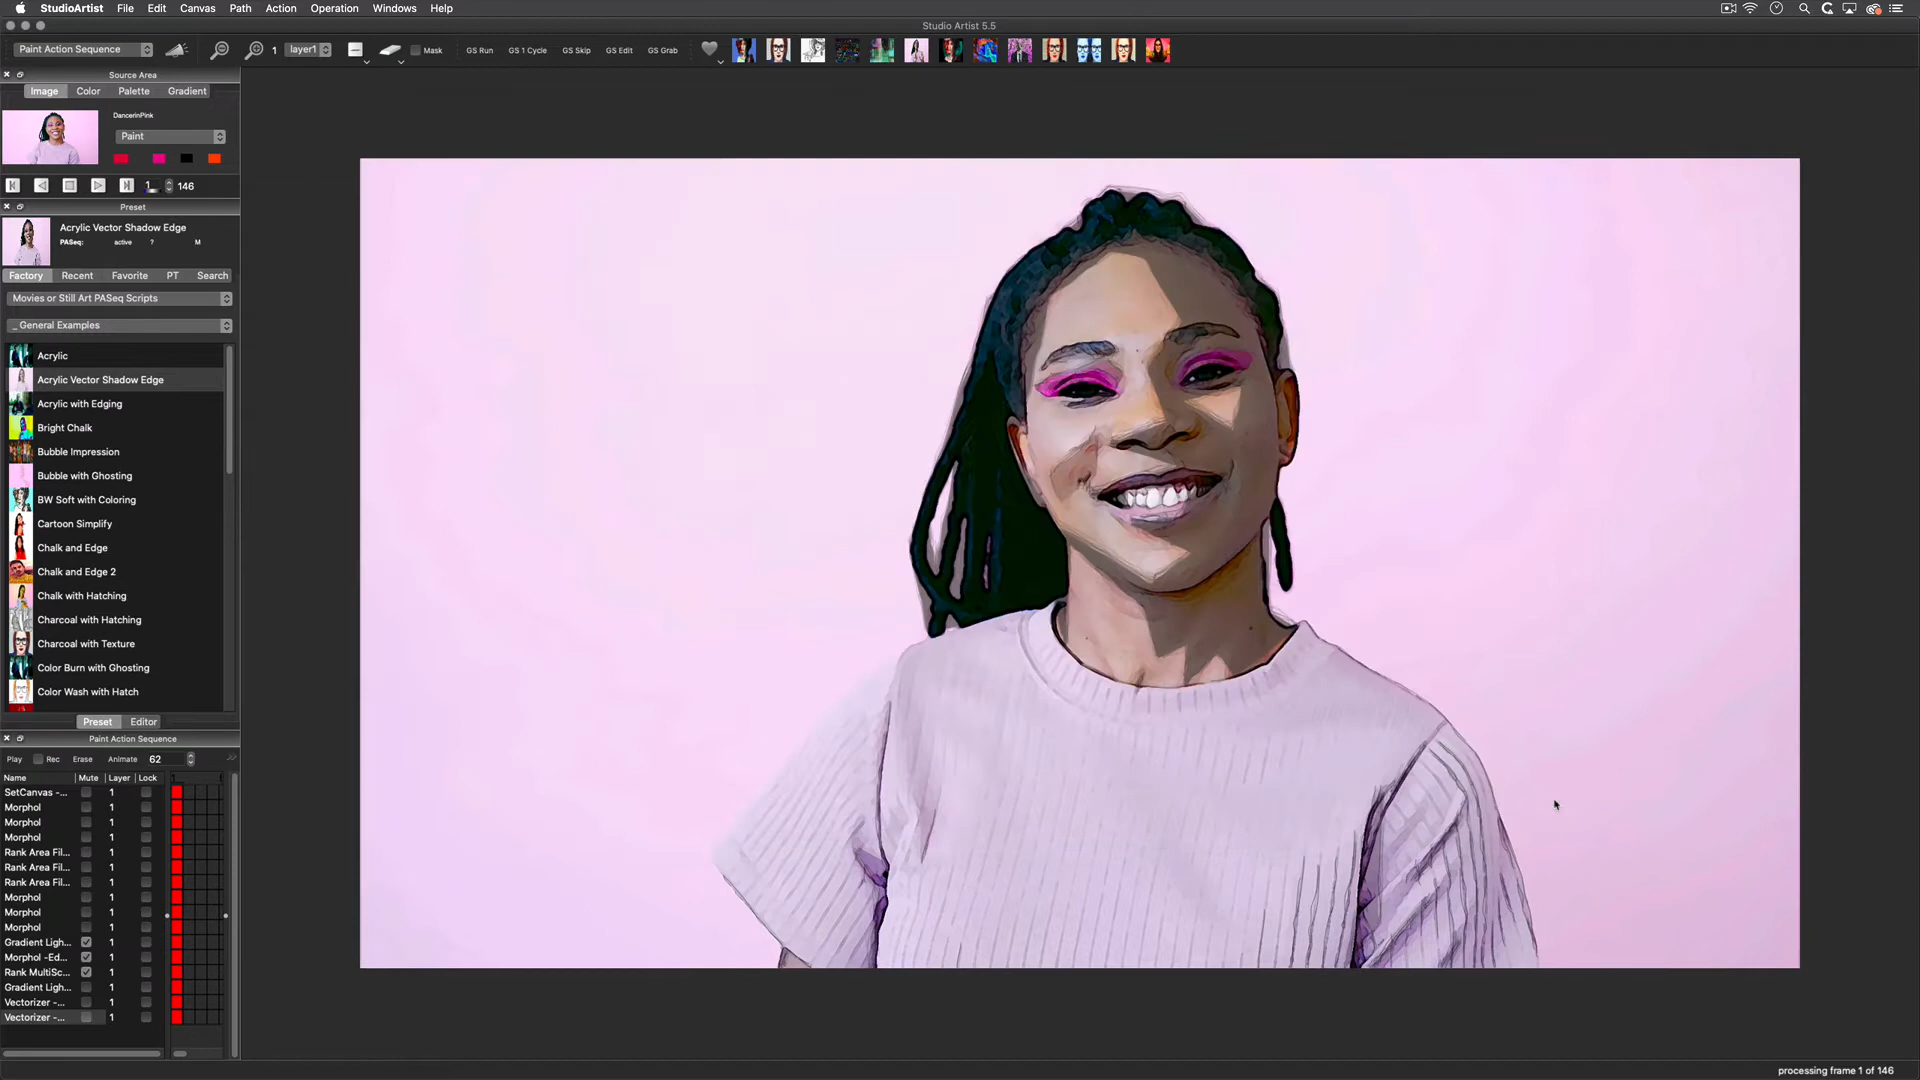 StudioArtist File Edit Canvas Path Action Operation Windows Help
Studio Artist 5.5
Paint Action Sequence 1 layer1 Mask GS Run GS 1 Cycle GS Skip GS Edit GS Grab
Source Area
Image Color Palette Gradient
DancerInPink
Paint
1 146
Preset
Acrylic Vector Shadow Edge
PASeq: active ? M
Factory Recent Favorite PT Search
Movies or Still Art PASeq Scripts
_ General Examples
Acrylic
Acrylic Vector Shadow Edge
Acrylic with Edging
Bright Chalk
Bubble Impression
Bubble with Ghosting
BW Soft with Coloring
Cartoon Simplify
Chalk and Edge
Chalk and Edge 2
Chalk with Hatching
Charcoal with Hatching
Charcoal with Texture
Color Burn with Ghosting
Color Wash with Hatch
Preset Editor
Paint Action Sequence
Play Rec Erase Animate 62
Name Mute Layer Lock 1
SetCanvas -... 1
Morphol 1
Morphol 1
Morphol 1
Rank Area Fil... 1
Rank Area Fil... 1
Rank Area Fil... 1
Morphol 1
Morphol 1
Morphol 1
Gradient Ligh... 1
Morphol -Ed... 1
Rank MultiSc... 1
Gradient Ligh... 1
Vectorizer -... 1
Vectorizer -... 1
processing frame 1 of 146